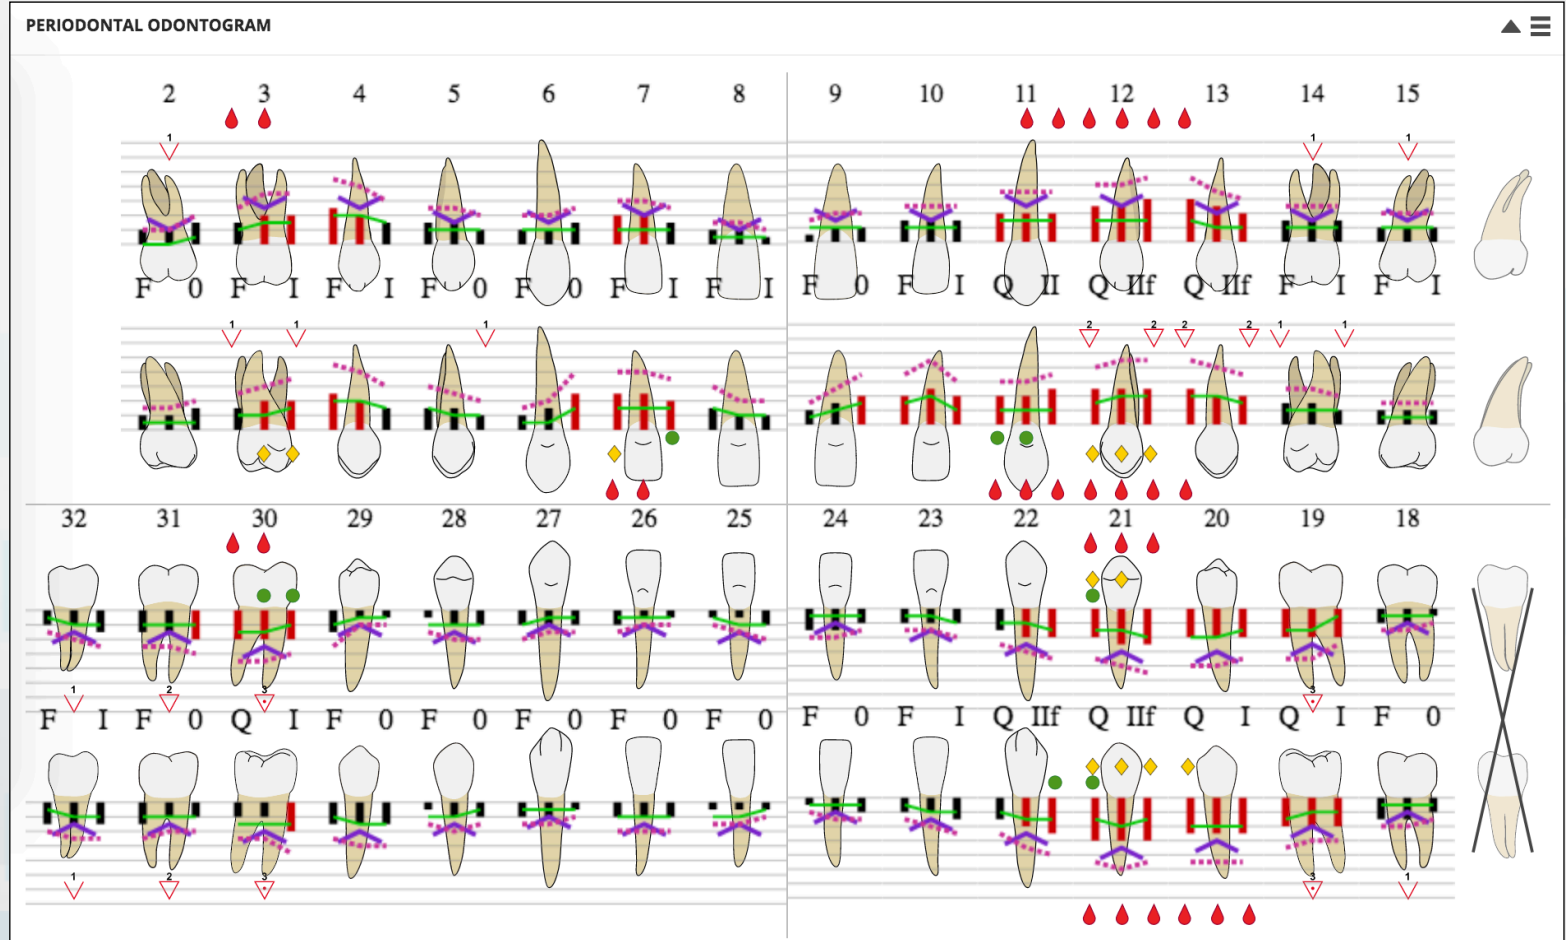 PERIODONTAL ODONTOGRAM
2 3 4 5 6 7 8 9 10 11 12 13 14 15
1 1 1
F 0 F I F I F 0 F 0 F I F I F 0 F I Q II Q IIf Q IIf F I F I
1 1 1 2 2 2 2 1 1
32 31 30 29 28 27 26 25 24 23 22 21 20 19 18
1 2 3 3
F I F 0 Q I F 0 F 0 F 0 F 0 F 0 F 0 F I Q IIf Q IIf Q I Q I F 0
1 2 3 3 1